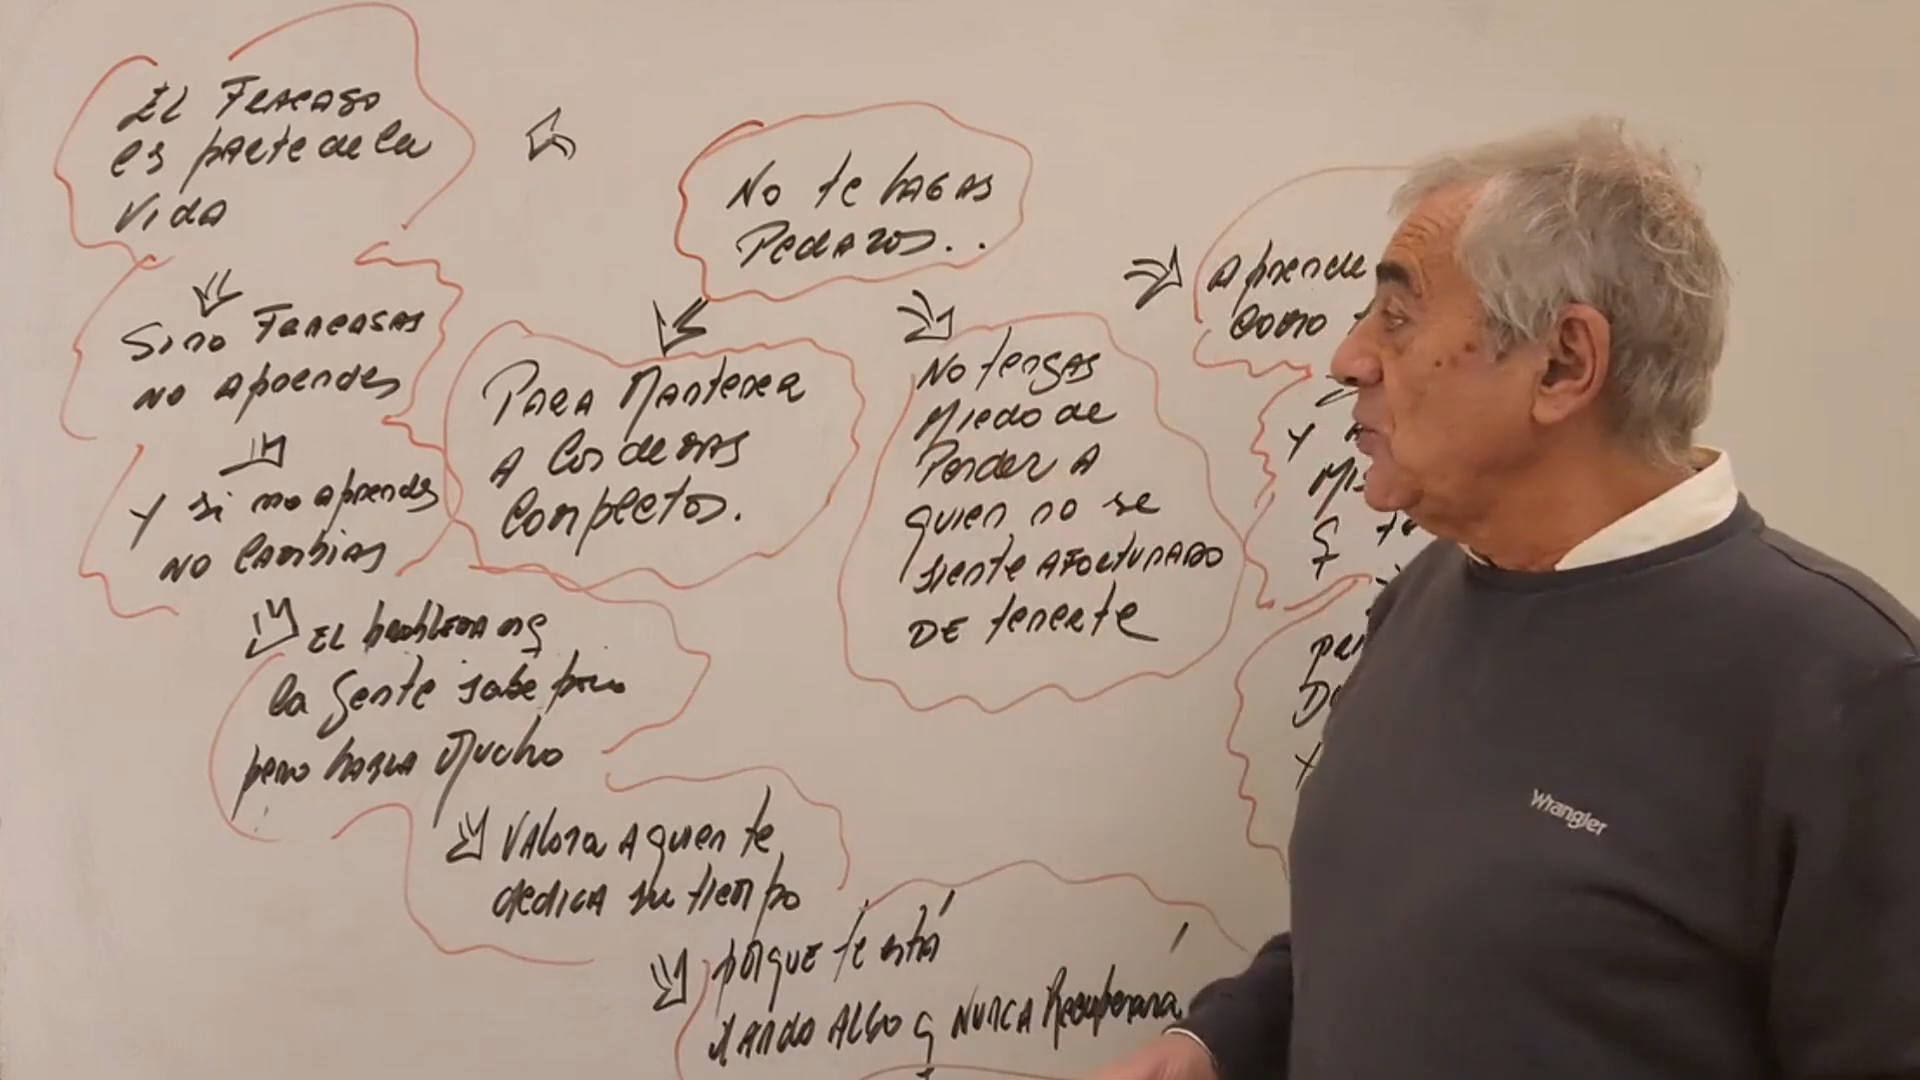 El Fracaso
es parte de la
vida
Si no Fracasas
no aprendes
Y si no aprendes
no cambias
El problema es q
la gente sabe poco
pero habla Mucho
Valora a quien te
dedica su tiempo
porque te está
dando Algo q nunca Recuperará
No te hagas
Pedazos..
Para Mantener
a los demas
Completos.
No tengas
Miedo de
Perder a
quien no se
siente afortunado
DE tenerte
Aprende
Como
Y
q
Wrangler